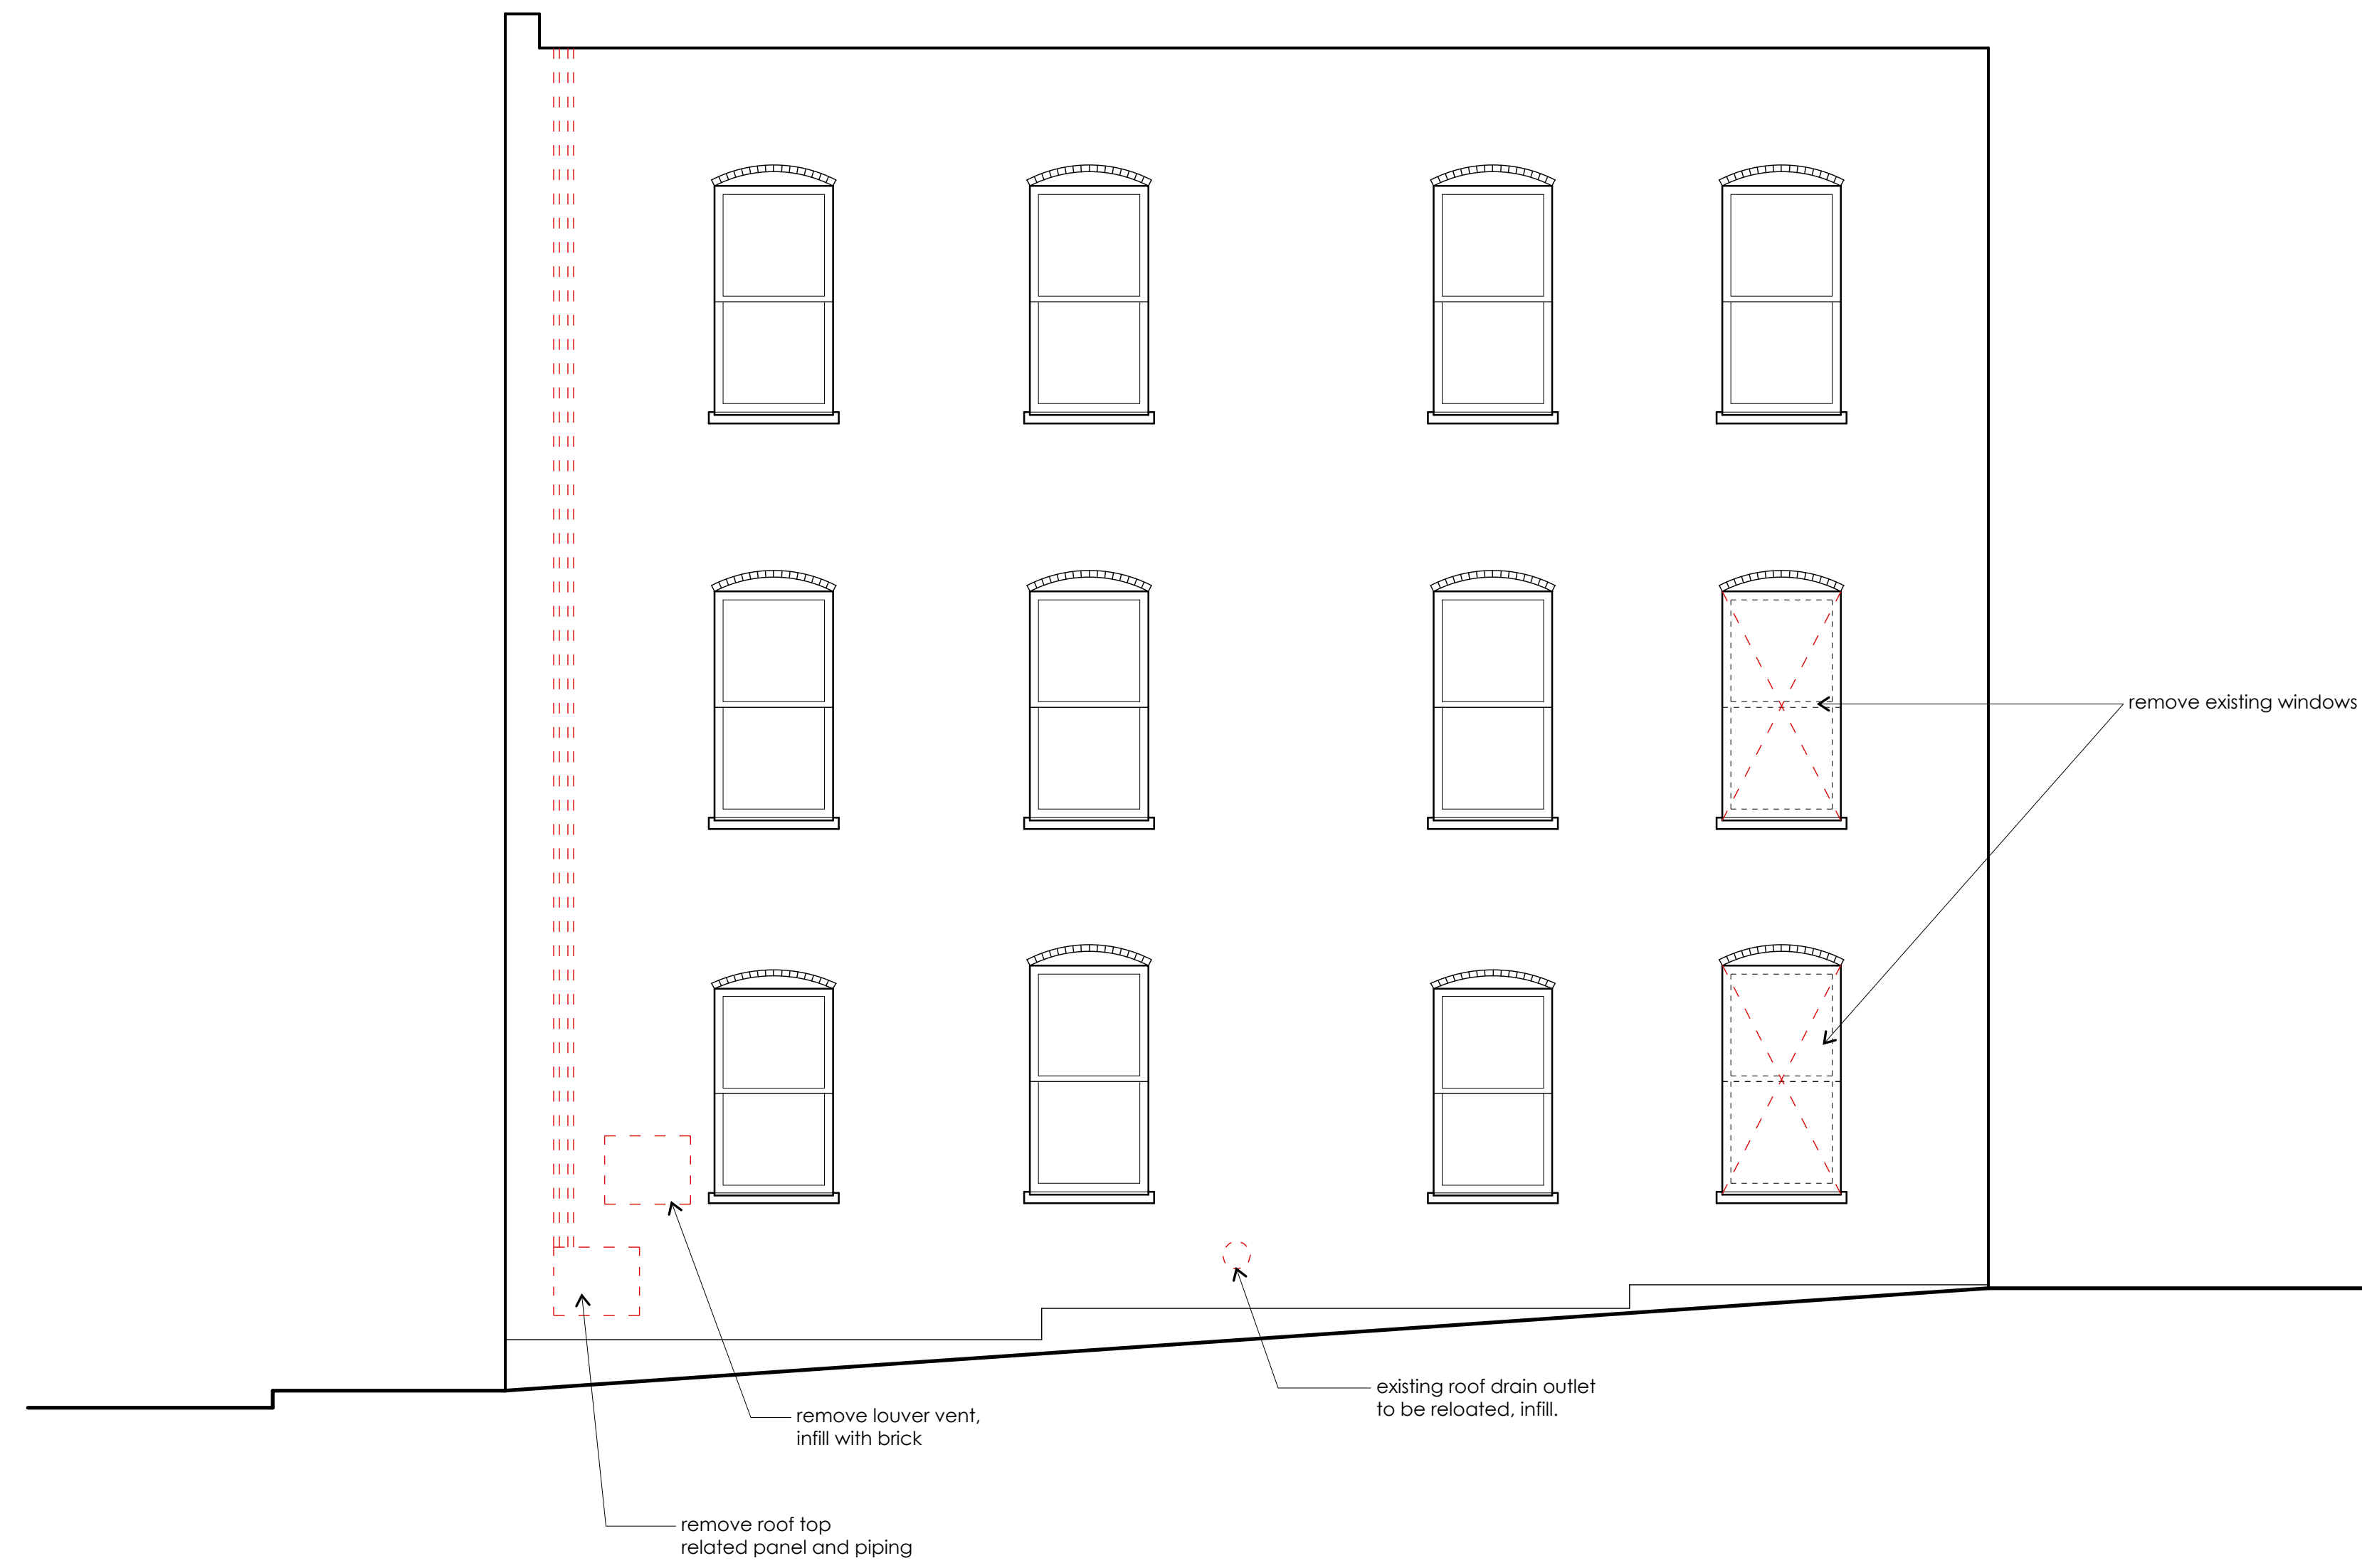 remove existing windows
existing roof drain outlet
to be reloated, infill.
remove louver vent,
infill with brick
remove roof top
related panel and piping